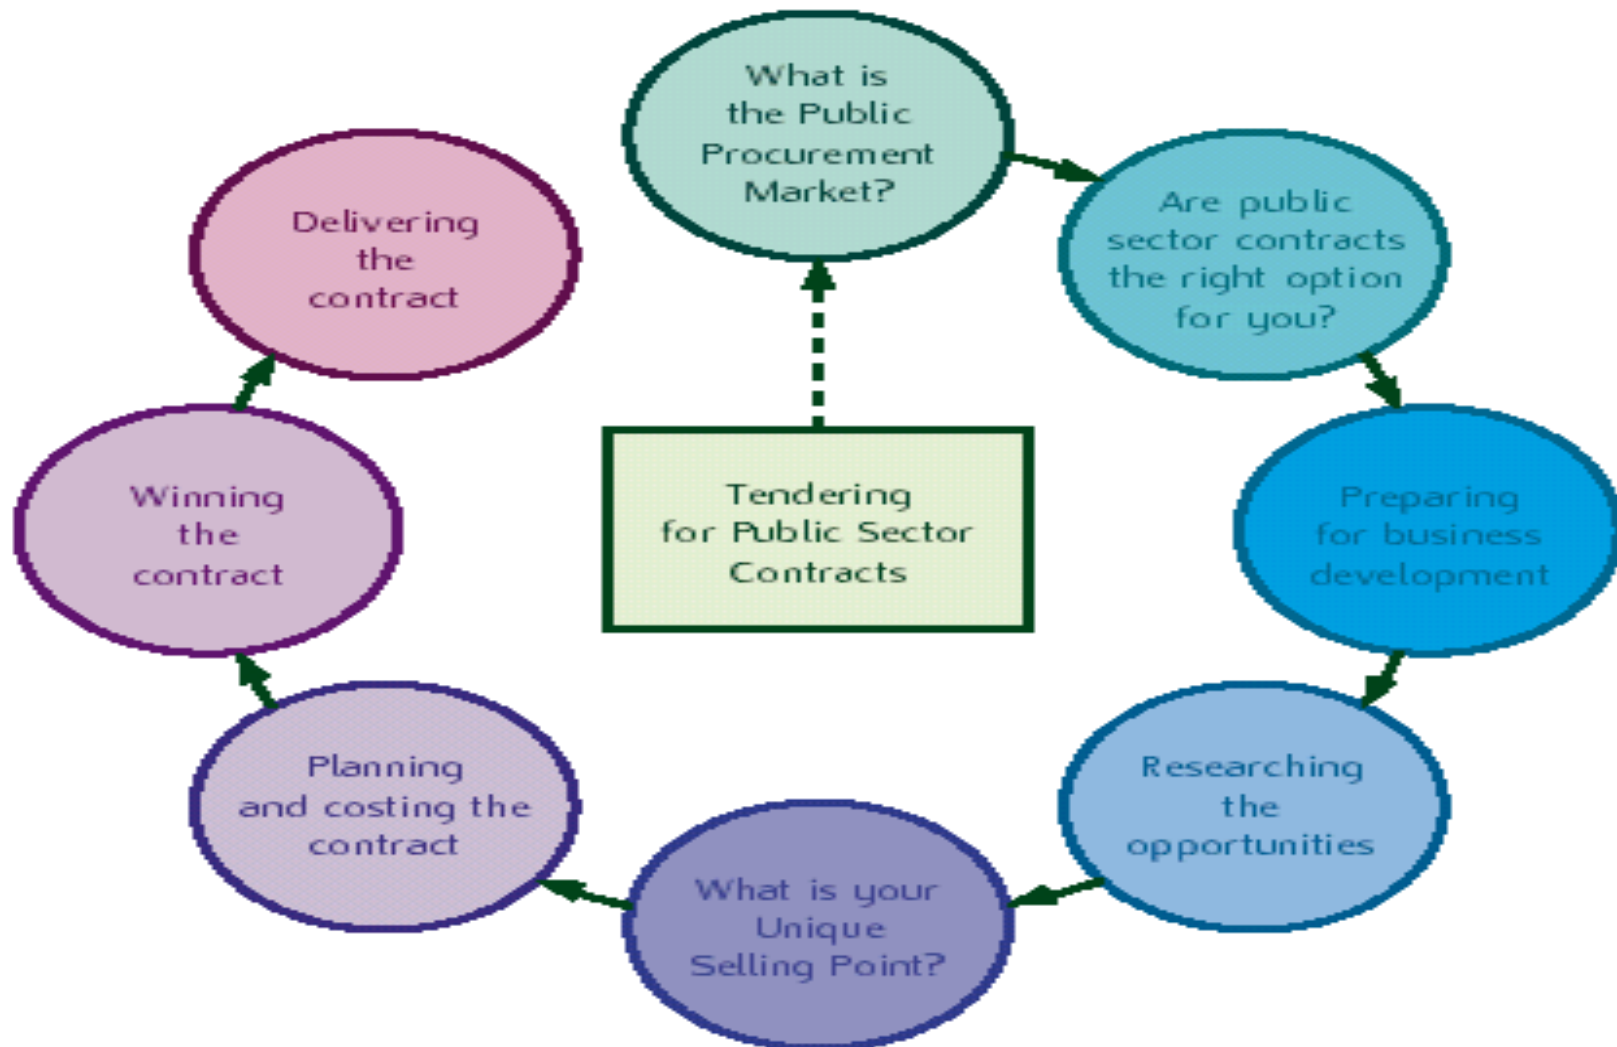 What is
the Public
Procurement
Market?
Are public
sector contracts
the right option
for you?
Preparing
for business
development
Researching
the
opportunities
What is your
Unique
Selling Point?
Planning
and costing the
contract
Winning
the
contract
Delivering
the
contract
Tendering
for Public Sector
Contracts